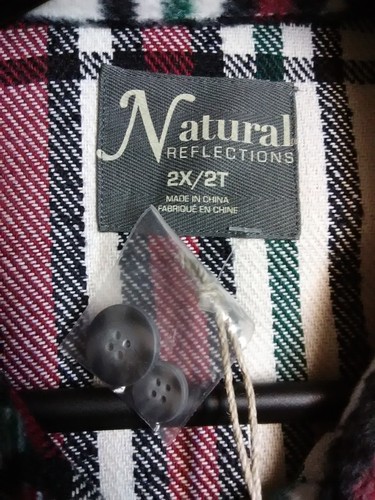 Natural
REFLECTIONS
2X/2T
MADE IN CHINA
FABRIQUÉ EN CHINE